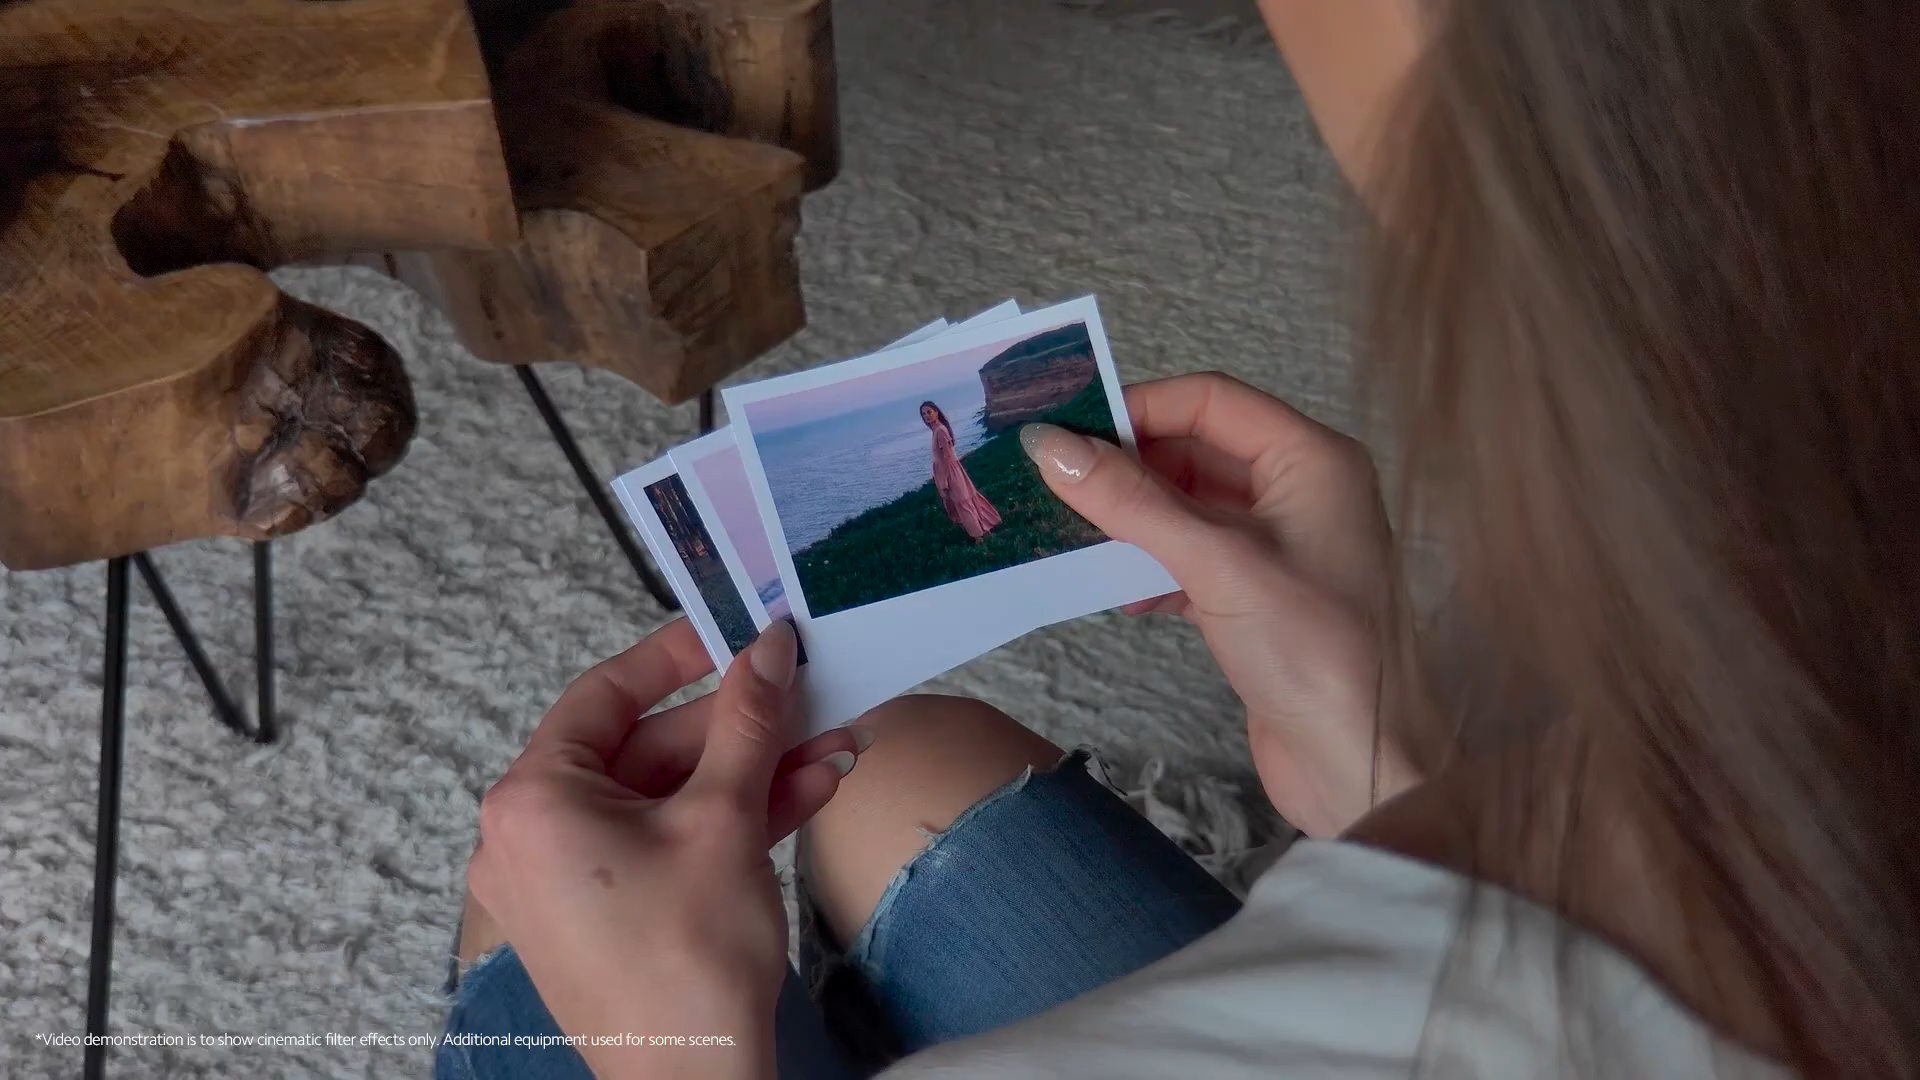 *Video demonstration is to show cinematic filter effects only. Additional equipment used for some scenes.